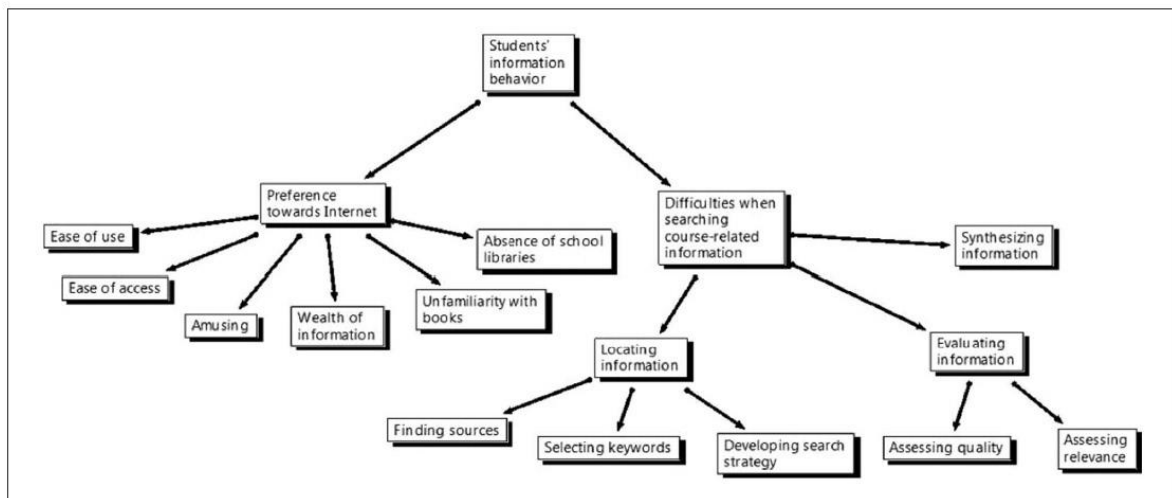 Students'
information
behavior
Preference
towards Internet
Difficulties when
searching
course-related
information
Ease of use
Absence of school
libraries
Synthesizing
information
Ease of access
Amusing
Wealth of
information
Unfamiliarity with
books
Locating
information
Evaluating
information
Finding sources
Selecting keywords
Developing search
strategy
Assessing quality
Assessing
relevance